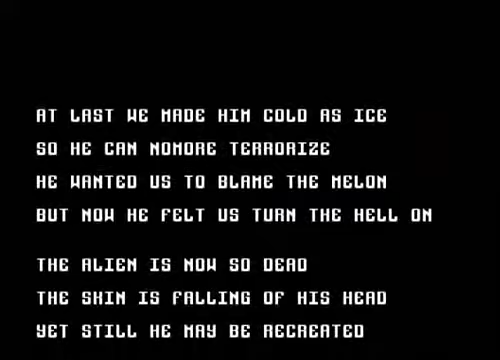 AT LAST WE MADE HIM COLD AS ICE
SO HE CAN NOMORE TERRORIZE
HE WANTED US TO BLAME THE MELON
BUT NOW HE FELT US TURN THE HELL ON
THE ALIEN IS NOW SO DEAD
THE SKIN IS FALLING OF HIS HEAD
YET STILL HE MAY BE RECREATED